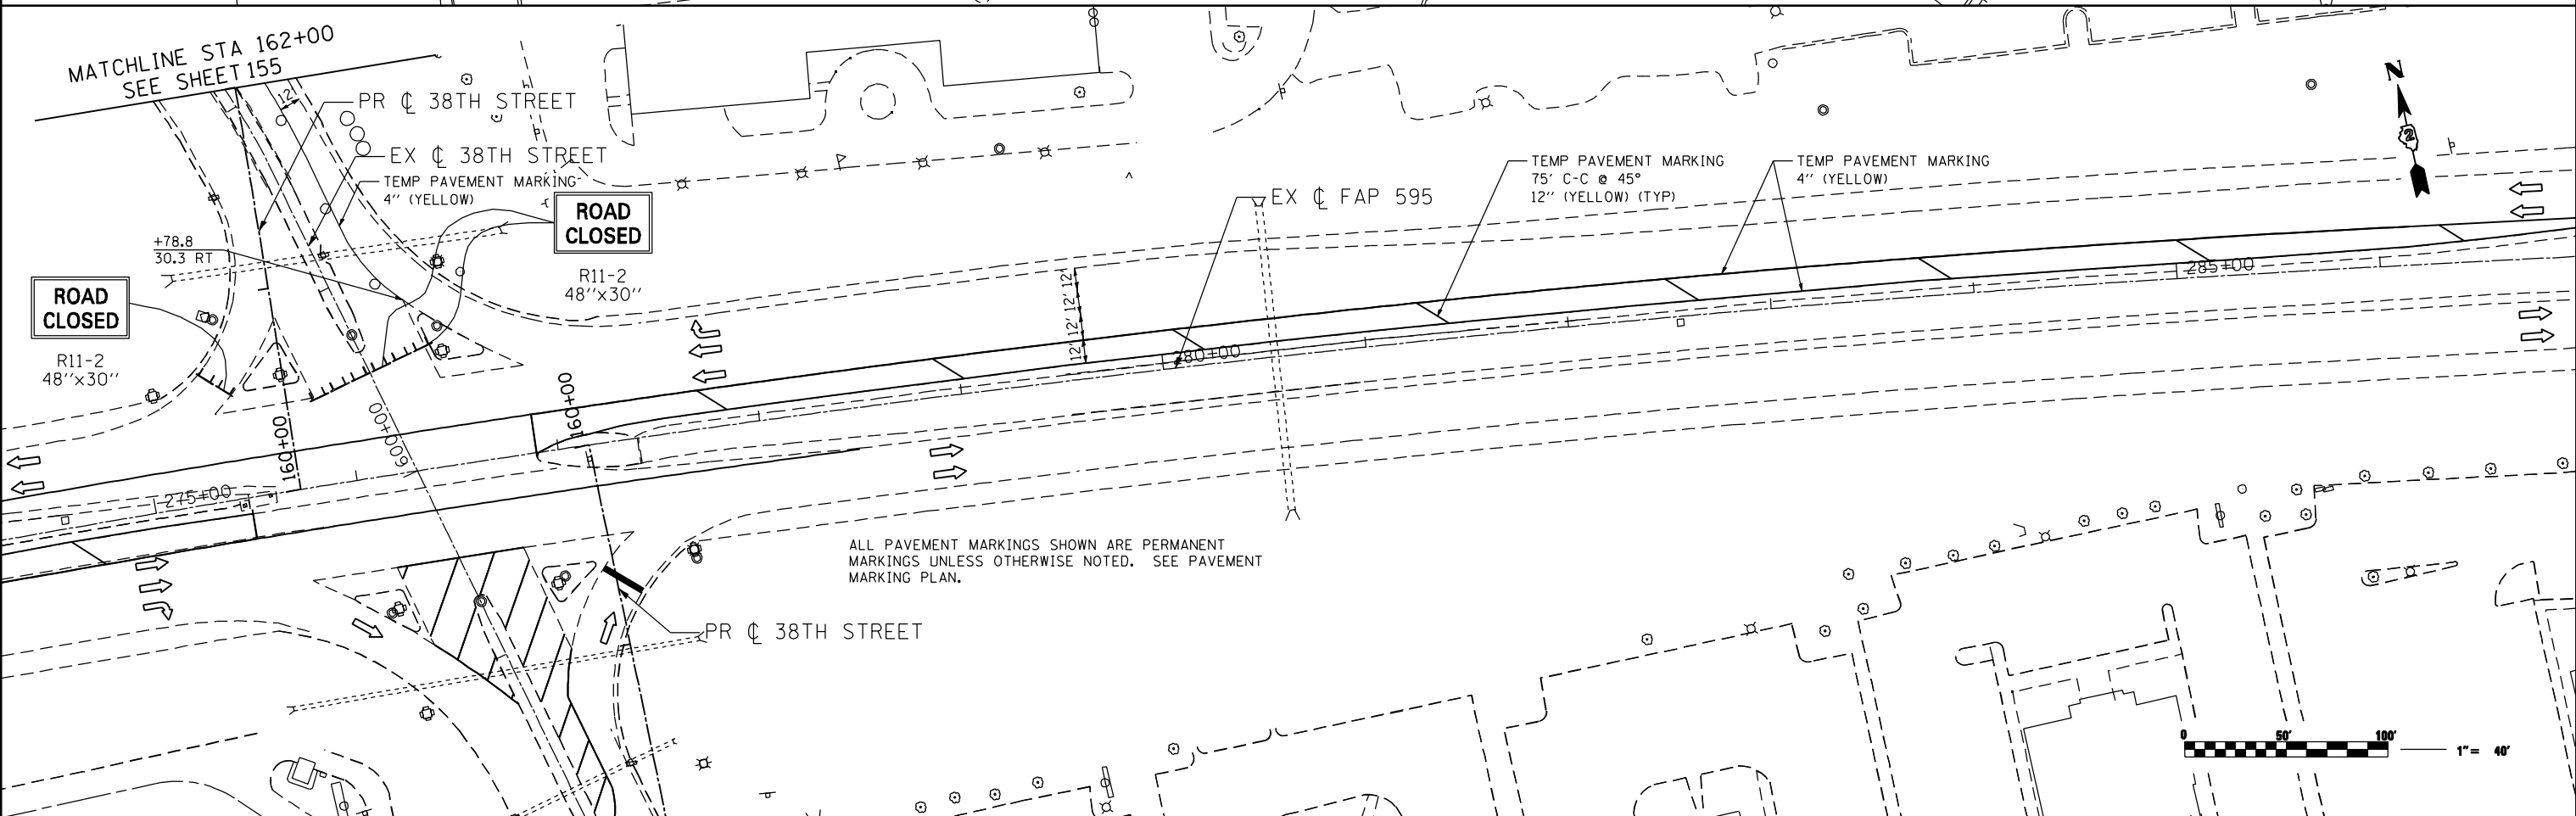 MATCHLINE STA 162+00
SEE SHEET 155
12'
PR ℄ 38TH STREET
EX ℄ 38TH STREET
TEMP PAVEMENT MARKING
4" (YELLOW)
ROAD
CLOSED
R11-2
48"x30"
+78.8
30.3 RT
ROAD
CLOSED
R11-2
48"x30"
160+00
600+00
160+00
275+00
12' 12' 12' 12'
280+00
EX ℄ FAP 595
TEMP PAVEMENT MARKING
75' C-C @ 45°
12" (YELLOW) (TYP)
TEMP PAVEMENT MARKING
4" (YELLOW)
285+00
N
2
ALL PAVEMENT MARKINGS SHOWN ARE PERMANENT
MARKINGS UNLESS OTHERWISE NOTED. SEE PAVEMENT
MARKING PLAN.
PR ℄ 38TH STREET
0 50' 100'
1"= 40'